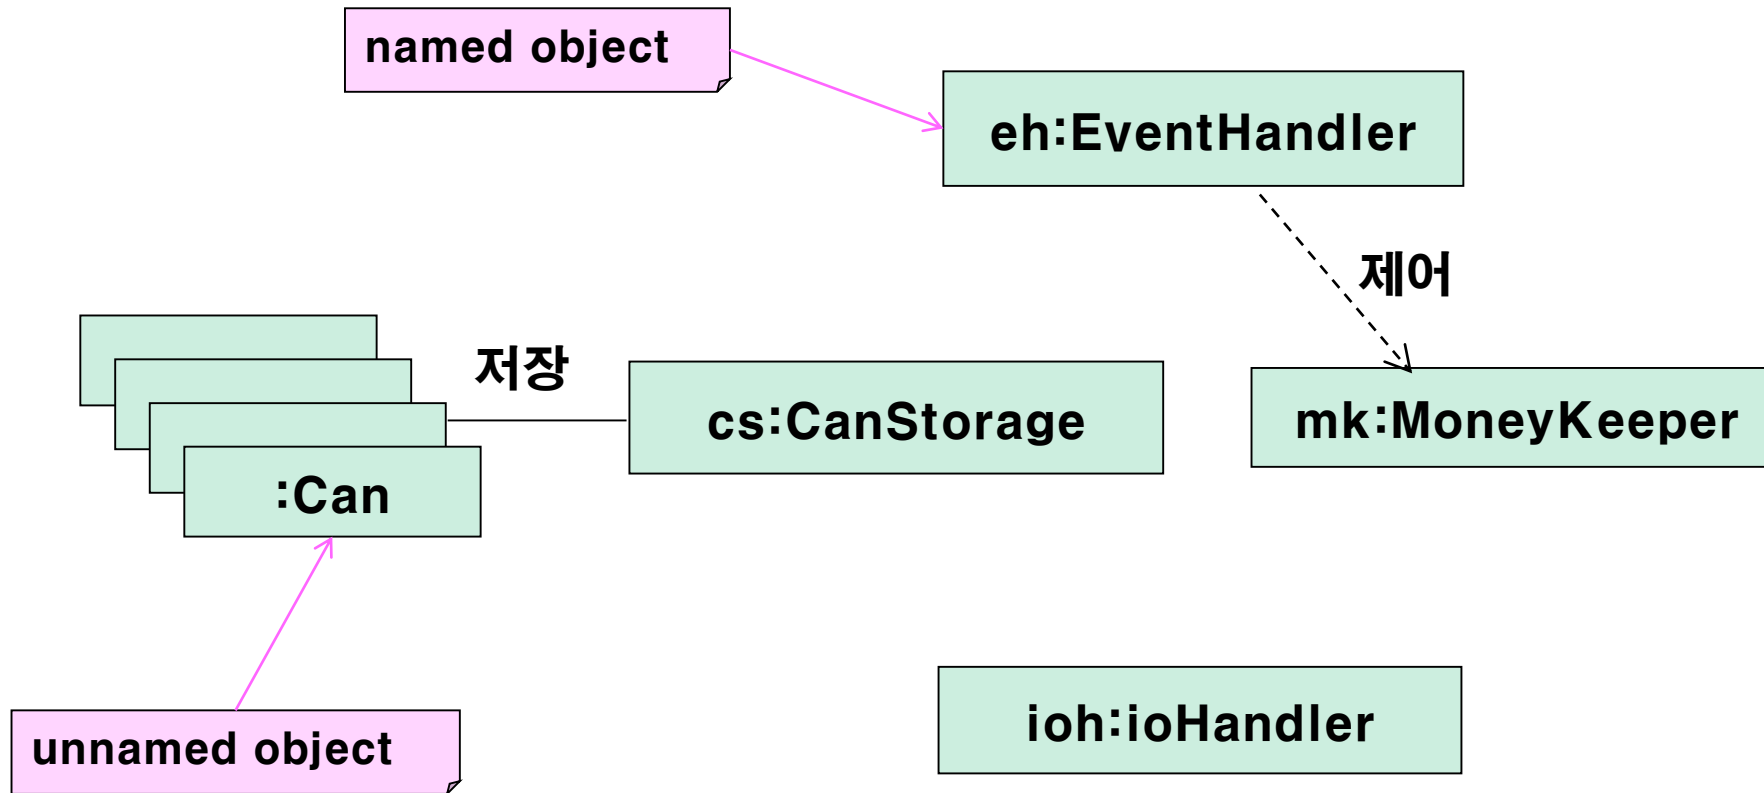 named object
eh:EventHandler
제어
저장
cs:CanStorage
mk:MoneyKeeper
:Can
ioh:ioHandler
unnamed object